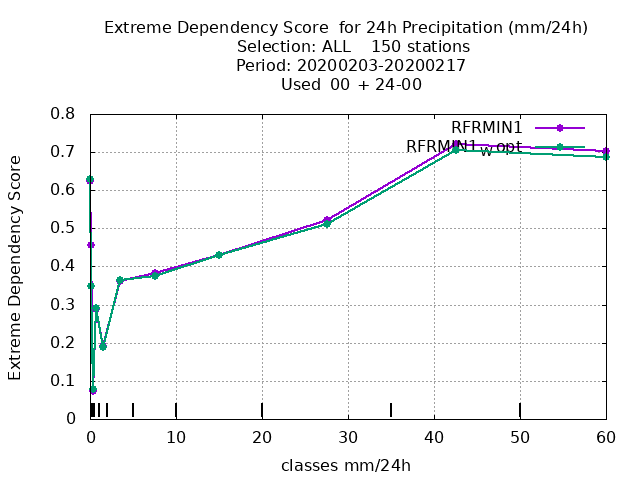 Extreme Dependency Score  for 24h Precipitation (mm/24h)
Selection: ALL    150 stations
Period: 20200203-20200217
Used  00 + 24-00
Extreme Dependency Score
0.8
0.7
0.6
0.5
0.4
0.3
0.2
0.1
0
RFRMIN1
RFRMIN1_w_opt
0 10 20 30 40 50 60
classes mm/24h